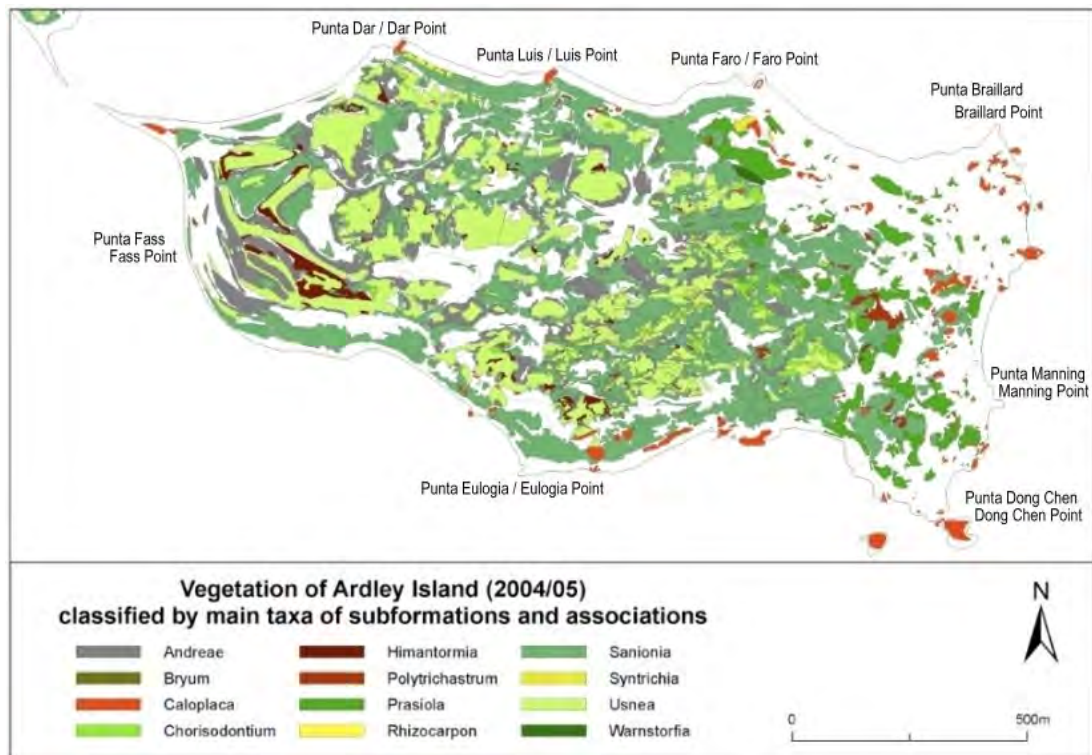 Punta Dar / Dar Point
Punta Luis / Luis Point
Punta Faro / Faro Point
Punta Braillard
Braillard Point
Punta Fass
Fass Point
Punta Manning
Manning Point
Punta Eulogia / Eulogia Point
Punta Dong Chen
Dong Chen Point
Vegetation of Ardley Island (2004/05)
classified by main taxa of subformations and associations
N
Andreae
Himantormia
Sanionia
Bryum
Polytrichastrum
Syntrichia
Caloplaca
Prasiola
Usnea
Chorisodontium
Rhizocarpon
Warnstorfia
0
500m